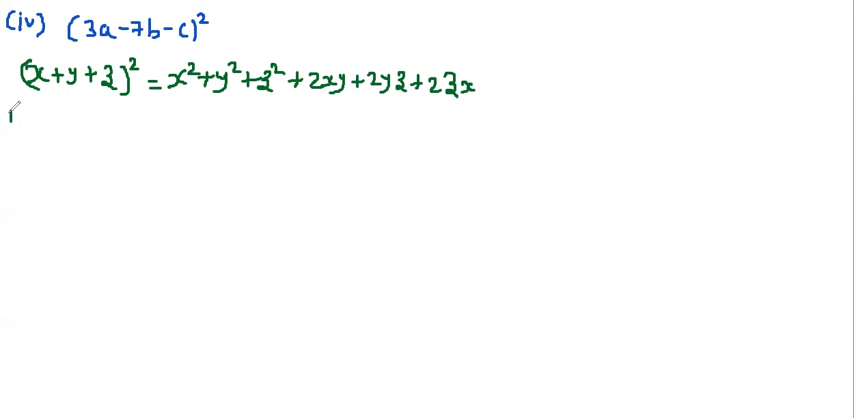 (iv) (3a-7b-c)²
(x+y+z)² = x²+y²+z²+2xy+2yz+2zx